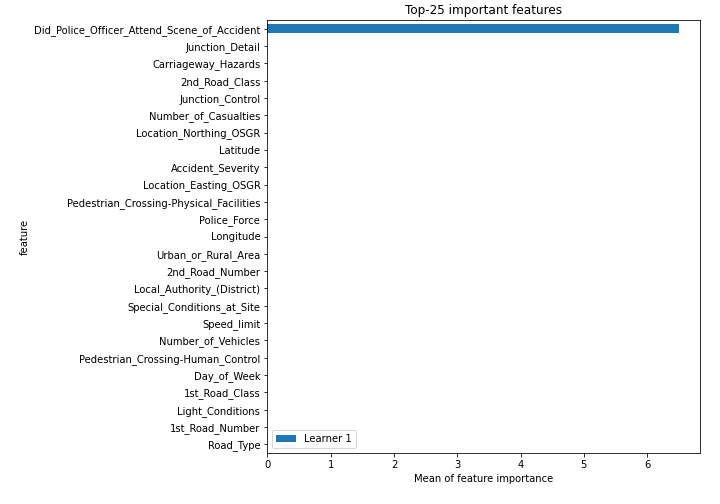 Top-25 important features
Did_Police_Officer_Attend_Scene_of_Accident
Junction_Detail
Carriageway_Hazards
2nd_Road_Class
Junction_Control
Number_of_Casualties
Location_Northing_OSGR
Latitude
Accident_Severity
Location_Easting_OSGR
Pedestrian_Crossing-Physical_Facilities
Police_Force
Longitude
Urban_or_Rural_Area
2nd_Road_Number
Local_Authority_(District)
Special_Conditions_at_Site
Speed_limit
Number_of_Vehicles
Pedestrian_Crossing-Human_Control
Day_of_Week
1st_Road_Class
Light_Conditions
1st_Road_Number
Road_Type
feature
Learner 1
0 1 2 3 4 5 6
Mean of feature importance